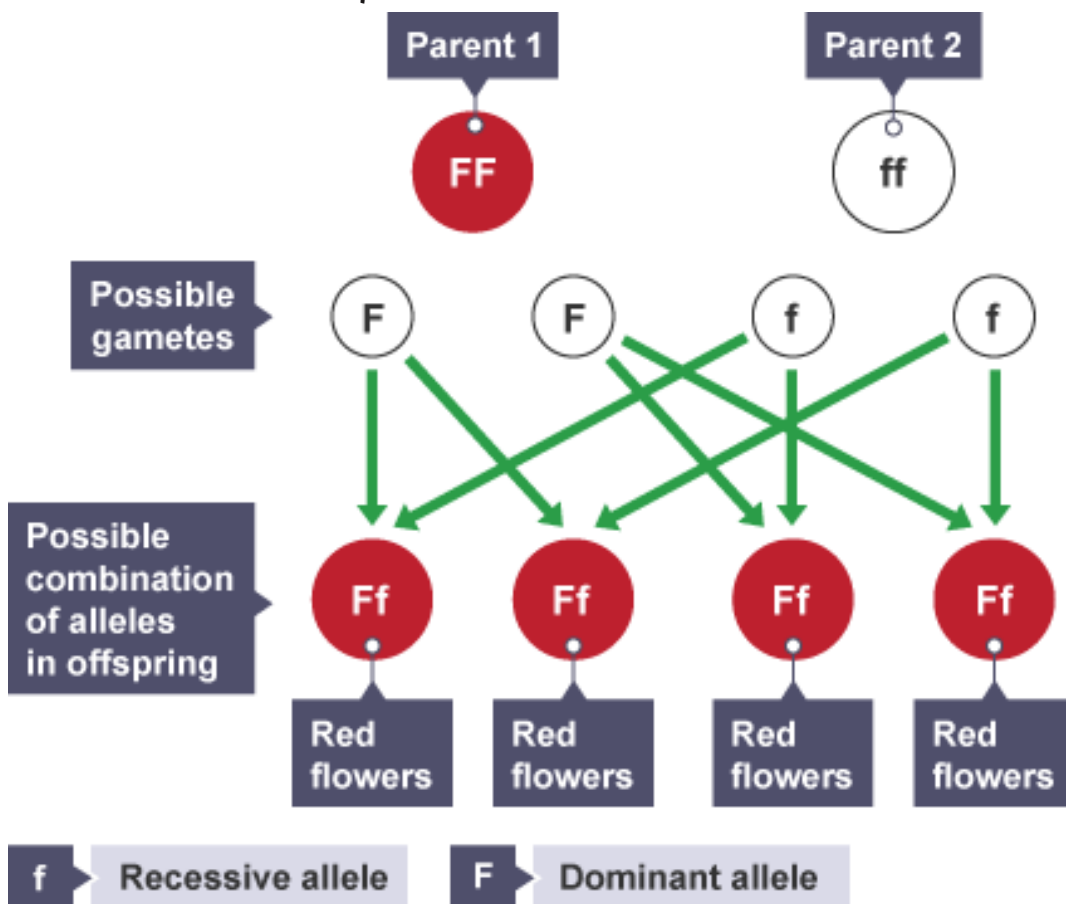 Parent 1
Parent 2
FF
ff
Possible
gametes
F
F
f
f
Possible
combination
of alleles
in offspring
Ff
Ff
Ff
Ff
Red
flowers
Red
flowers
Red
flowers
Red
flowers
f
Recessive allele
F
Dominant allele